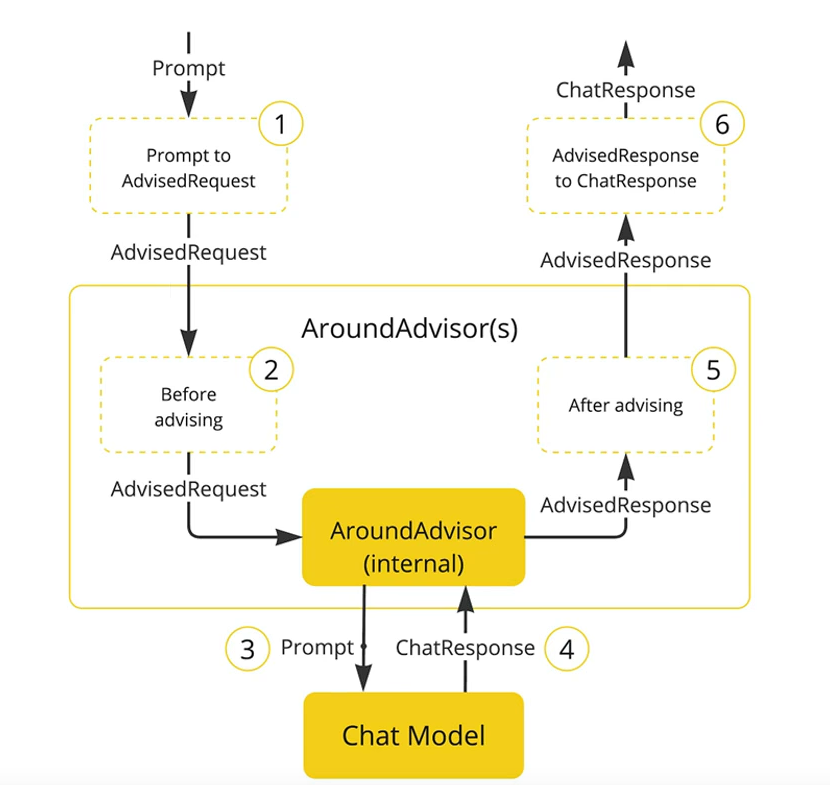 Prompt
1
Prompt to
AdvisedRequest
AdvisedRequest
ChatResponse
6
AdvisedResponse
to ChatResponse
AdvisedResponse
AroundAdvisor(s)
2
Before
advising
AdvisedRequest
5
After advising
AdvisedResponse
AroundAdvisor
(internal)
3
Prompt
ChatResponse
4
Chat Model